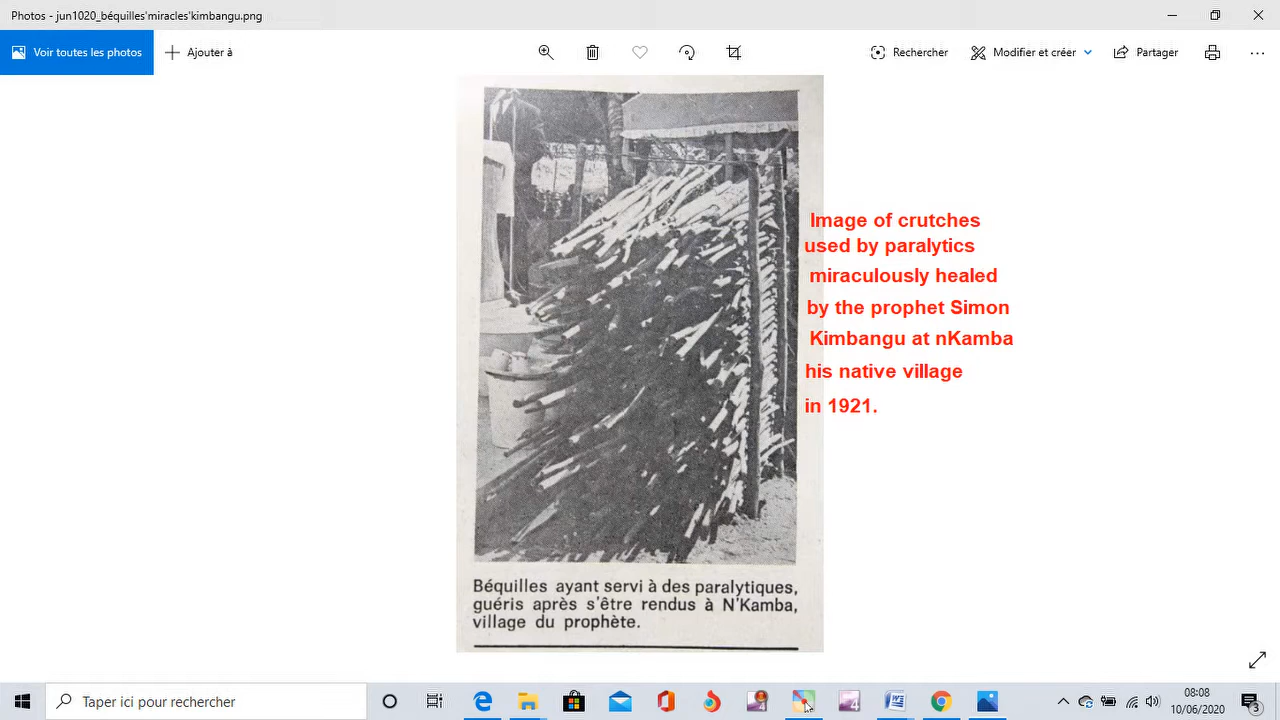 Photos - jun1020_béquilles'miracles'kimbangu.png
Voir toutes les photos
Ajouter à
Rechercher
Modifier et créer
Partager
Image of crutches
used by paralytics
miraculously healed
by the prophet Simon
Kimbangu at nKamba
his native village
in 1921.
Béquilles ayant servi à des paralytiques,
guéris après s'être rendus à N'Kamba,
village du prophète.
Taper ici pour rechercher
4
4
08:08
10/06/2020
3